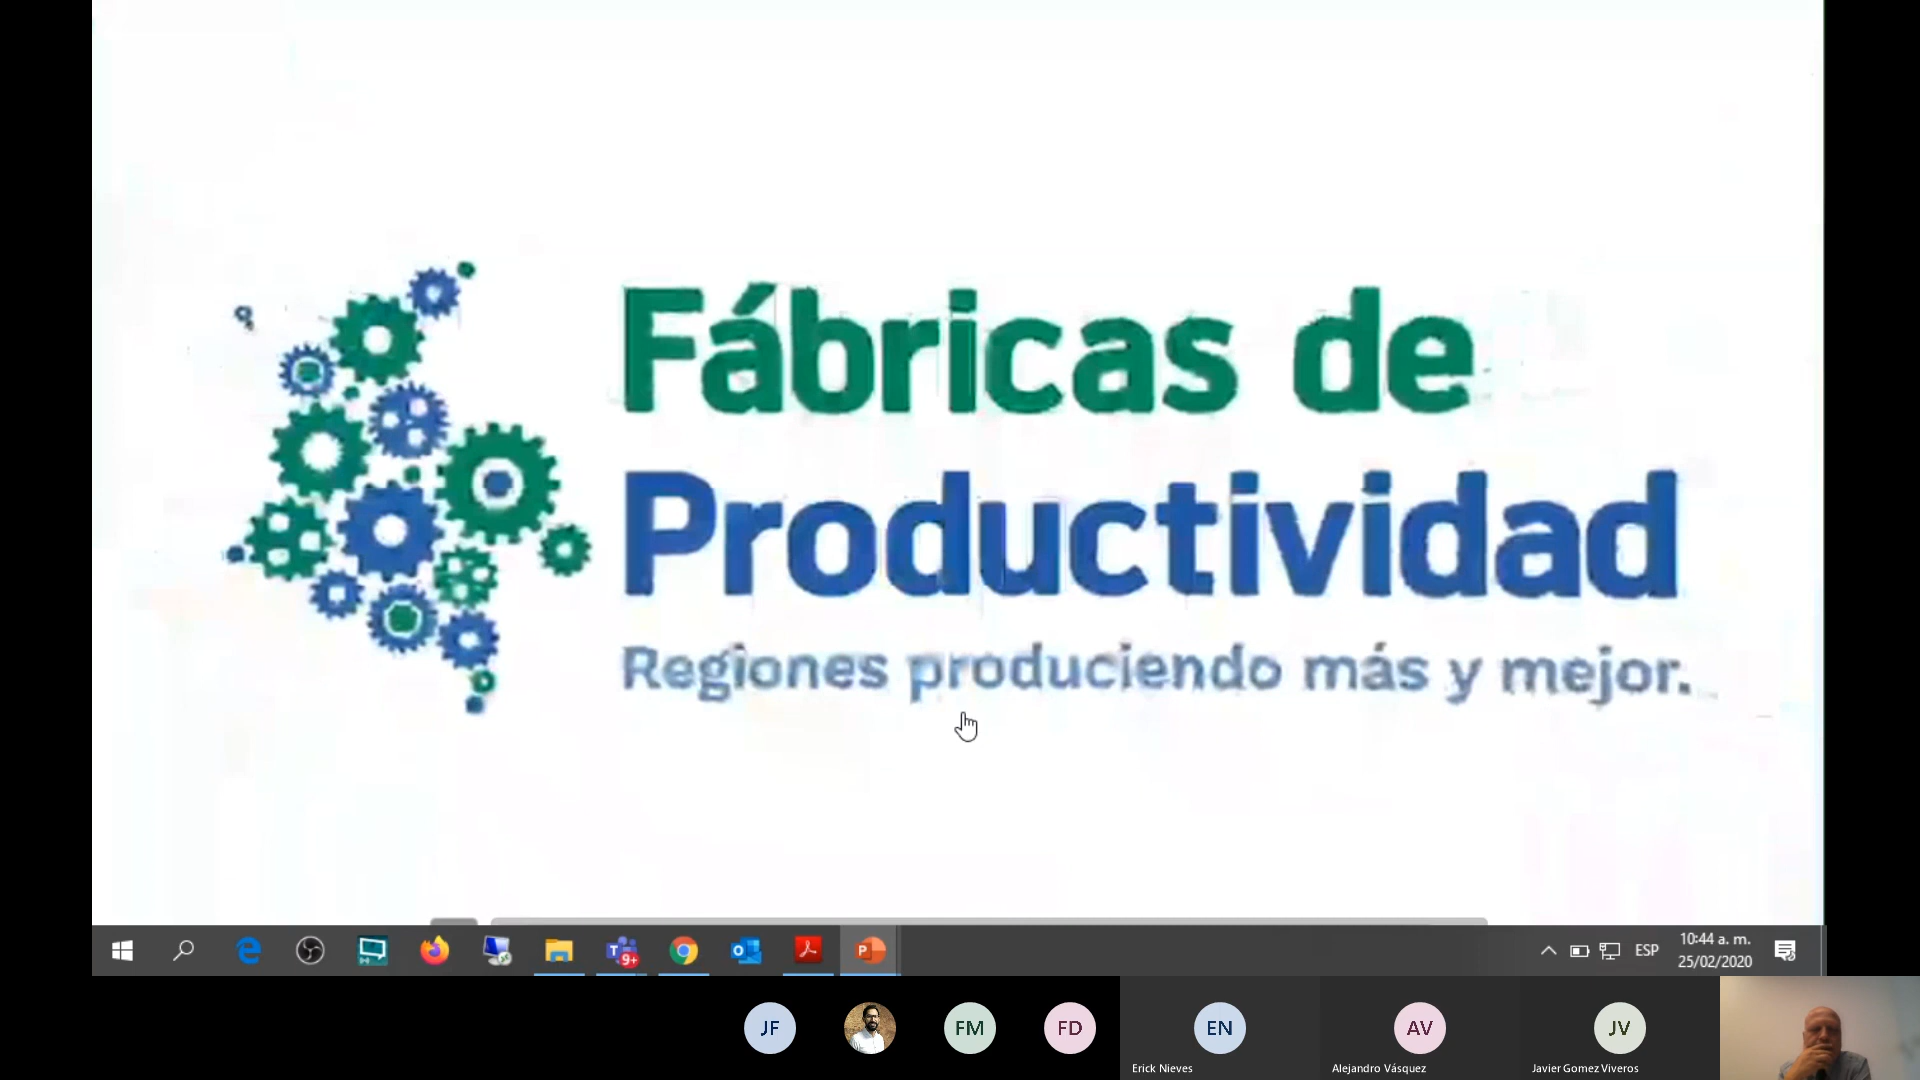 Fábricas de
Productividad
Regiones produciendo más y mejor.
9+
ESP
10:44 a. m.
25/02/2020
JF
FM
FD
EN
AV
JV
Erick Nieves
Alejandro Vásquez
Javier Gomez Viveros